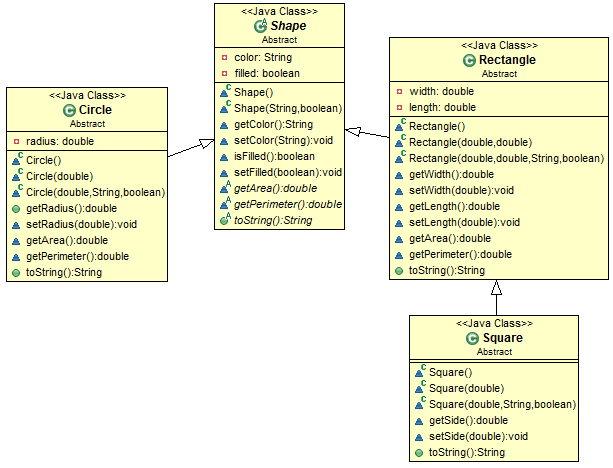 <<Java Class>>
Shape
Abstract
color: String
filled: boolean
Shape()
Shape(String,boolean)
getColor():String
setColor(String):void
isFilled():boolean
setFilled(boolean):void
getArea():double
getPerimeter():double
toString():String
<<Java Class>>
Circle
Abstract
radius: double
Circle()
Circle(double)
Circle(double,String,boolean)
getRadius():double
setRadius(double):void
getArea():double
getPerimeter():double
toString():String
<<Java Class>>
Rectangle
Abstract
width: double
length: double
Rectangle()
Rectangle(double,double)
Rectangle(double,double,String,boolean)
getWidth():double
setWidth(double):void
getLength():double
setLength(double):void
getArea():double
getPerimeter():double
toString():String
<<Java Class>>
Square
Abstract
Square()
Square(double)
Square(double,String,boolean)
getSide():double
setSide(double):void
toString():String